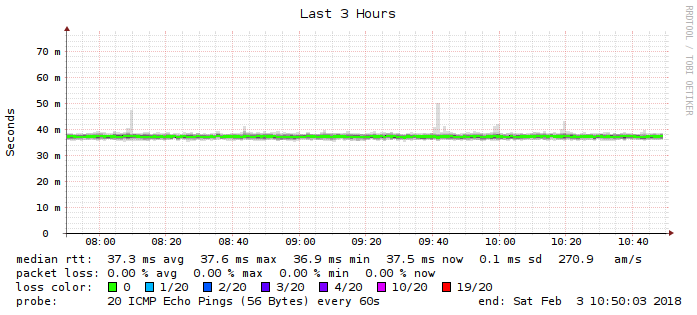 Last 3 Hours
RRDTOOL / TOBI OETIKER
Seconds
70 m
60 m
50 m
40 m
30 m
20 m
10 m
0
08:00 08:20 08:40 09:00 09:20 09:40 10:00 10:20 10:40
median rtt: 37.3 ms avg 37.6 ms max 36.9 ms min 37.5 ms now 0.1 ms sd 270.9 am/s
packet loss: 0.00 % avg 0.00 % max 0.00 % min 0.00 % now
loss color: 0 1/20 2/20 3/20 4/20 10/20 19/20
probe: 20 ICMP Echo Pings (56 Bytes) every 60s end: Sat Feb 3 10:50:03 2018